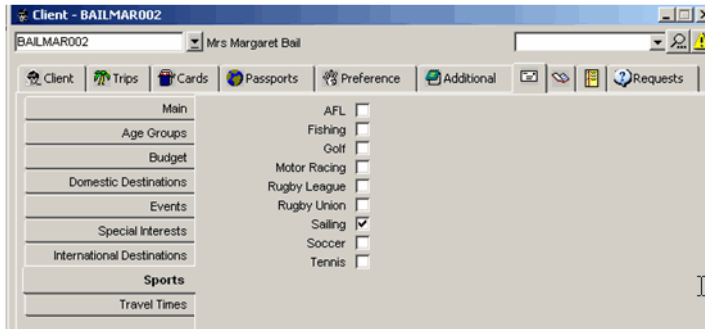 Client - BAILMAR002
BAILMAR002 Mrs Margaret Bail
Client Trips Cards Passports Preference Additional Requests
Main
Age Groups
Budget
Domestic Destinations
Events
Special Interests
International Destinations
Sports
Travel Times
AFL
Fishing
Golf
Motor Racing
Rugby League
Rugby Union
Sailing
Soccer
Tennis